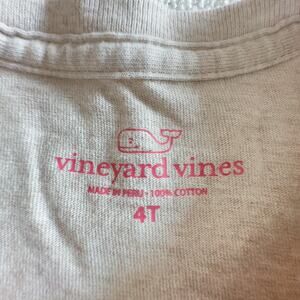 vineyard vines
MADE IN PERU - 100% COTTON
4T